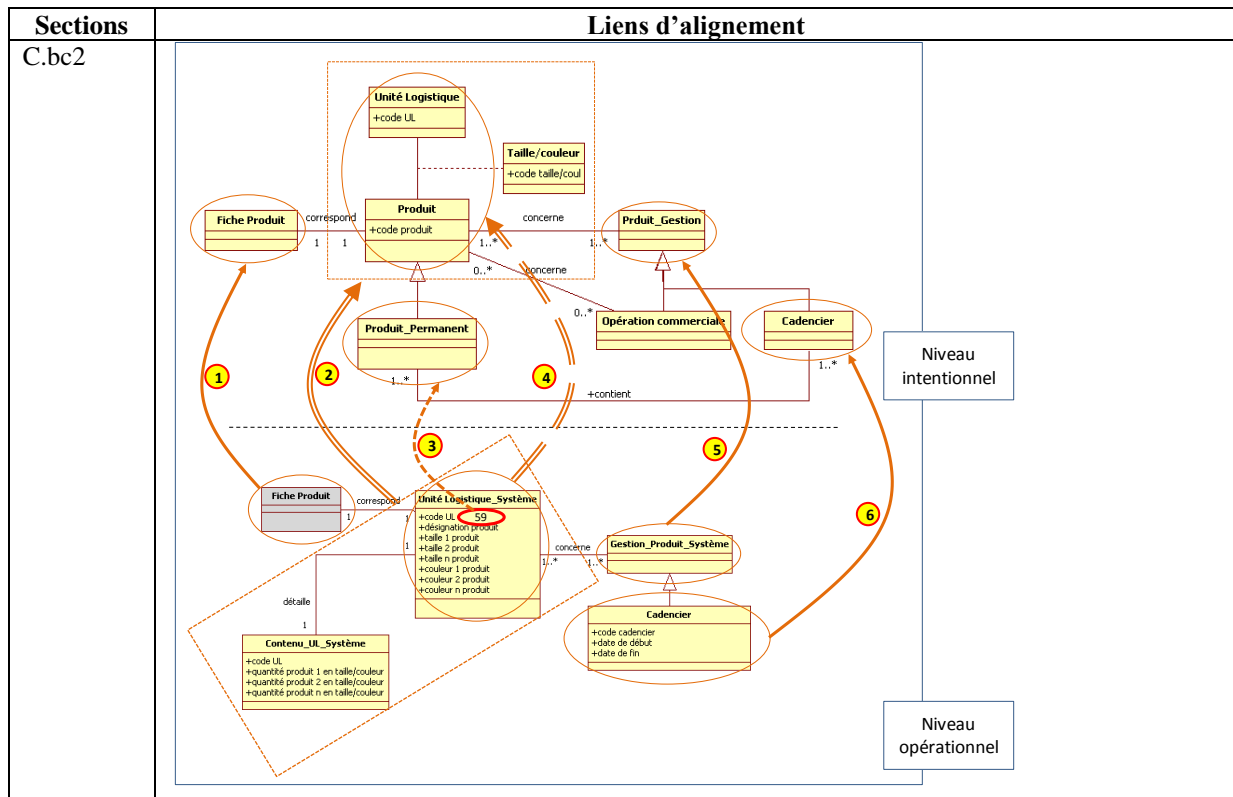 Sections
Liens d'alignement
C.bc2
Unité Logistique
+code UL
Taille/couleur
+code taille/coul
Fiche Produit
correspond
1
1
Produit
+code produit
concerne
1..*
1..*
Prduit_Gestion
0..*
concerne
0..*
Produit_Permanent
1..*
Opération commerciale
Cadencier
1..*
+contient
Niveau
intentionnel
1
2
3
4
5
6
Fiche Produit
correspond
1
1
Unité Logistique_Système
+code UL
59
+désignation produit
+taille 1 produit
+taille 2 produit
+taille n produit
+couleur 1 produit
+couleur 2 produit
+couleur n produit
concerne
1..*
1..*
Gestion_Produit_Système
1
détaille
1
Contenu_UL_Système
+code UL
+quantité produit 1 en taille/couleur
+quantité produit 2 en taille/couleur
+quantité produit n en taille/couleur
Cadencier
+code cadencier
+date de début
+date de fin
Niveau
opérationnel